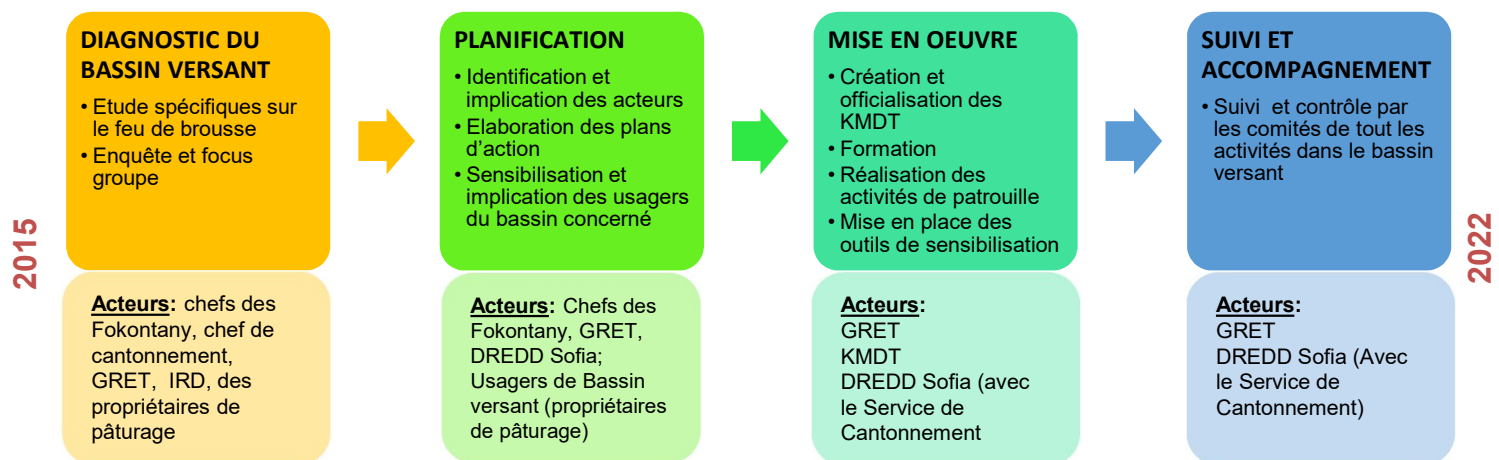 2015
DIAGNOSTIC DU
BASSIN VERSANT
• Etude spécifiques sur
le feu de brousse
• Enquête et focus
groupe
Acteurs: chefs des
Fokontany, chef de
cantonnement,
GRET, IRD, des
propriétaires de
pâturage
PLANIFICATION
• Identification et
implication des acteurs
• Elaboration des plans
d'action
• Sensibilisation et
implication des usagers
du bassin concerné
Acteurs: Chefs des
Fokontany, GRET,
DREDD Sofia;
Usagers de Bassin
versant (propriétaires
de pâturage)
MISE EN OEUVRE
• Création et
officialisation des
KMDT
• Formation
• Réalisation des
activités de patrouille
• Mise en place des
outils de sensibilisation
Acteurs:
GRET
KMDT
DREDD Sofia (avec
le Service de
Cantonnement
SUIVI ET
ACCOMPAGNEMENT
• Suivi et contrôle par
les comités de tout les
activités dans le bassin
versant
Acteurs:
GRET
DREDD Sofia (Avec
le Service de
Cantonnement)
2022